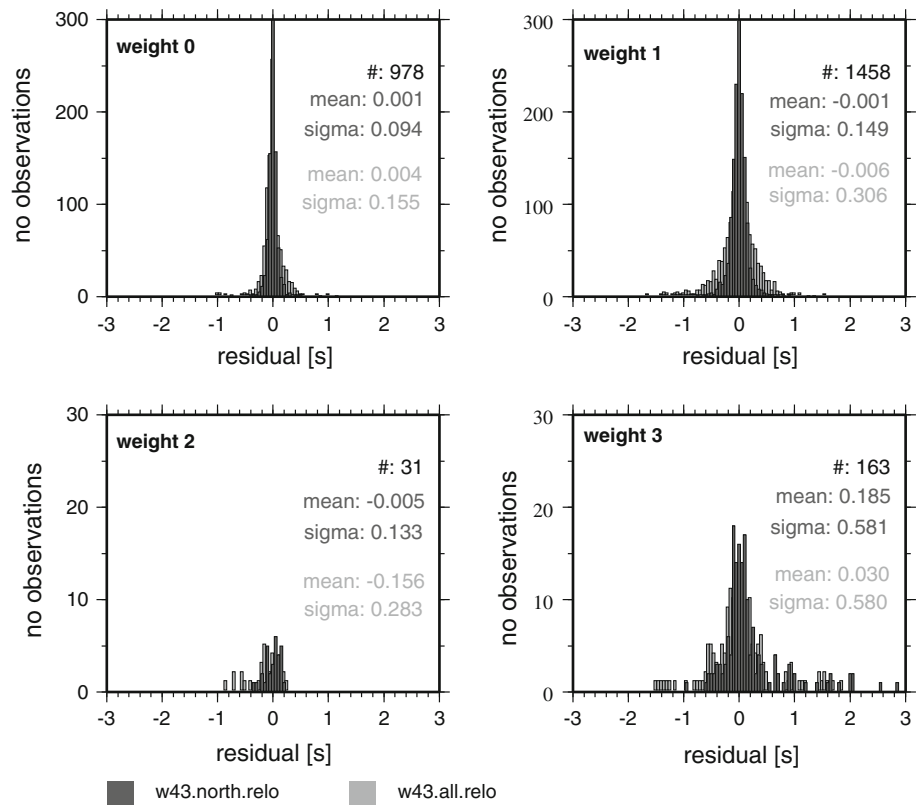 300
200
100
0
no observations
weight 0
#: 978
mean: 0.001
sigma: 0.094
mean: 0.004
sigma: 0.155
-3 -2 -1 0 1 2 3
residual [s]
300
200
100
0
no observations
weight 1
#: 1458
mean: -0.001
sigma: 0.149
mean: -0.006
sigma: 0.306
-3 -2 -1 0 1 2 3
residual [s]
30
20
10
0
no observations
weight 2
#: 31
mean: -0.005
sigma: 0.133
mean: -0.156
sigma: 0.283
-3 -2 -1 0 1 2 3
residual [s]
30
20
10
0
no observations
weight 3
#: 163
mean: 0.185
sigma: 0.581
mean: 0.030
sigma: 0.580
-3 -2 -1 0 1 2 3
residual [s]
w43.north.relo
w43.all.relo